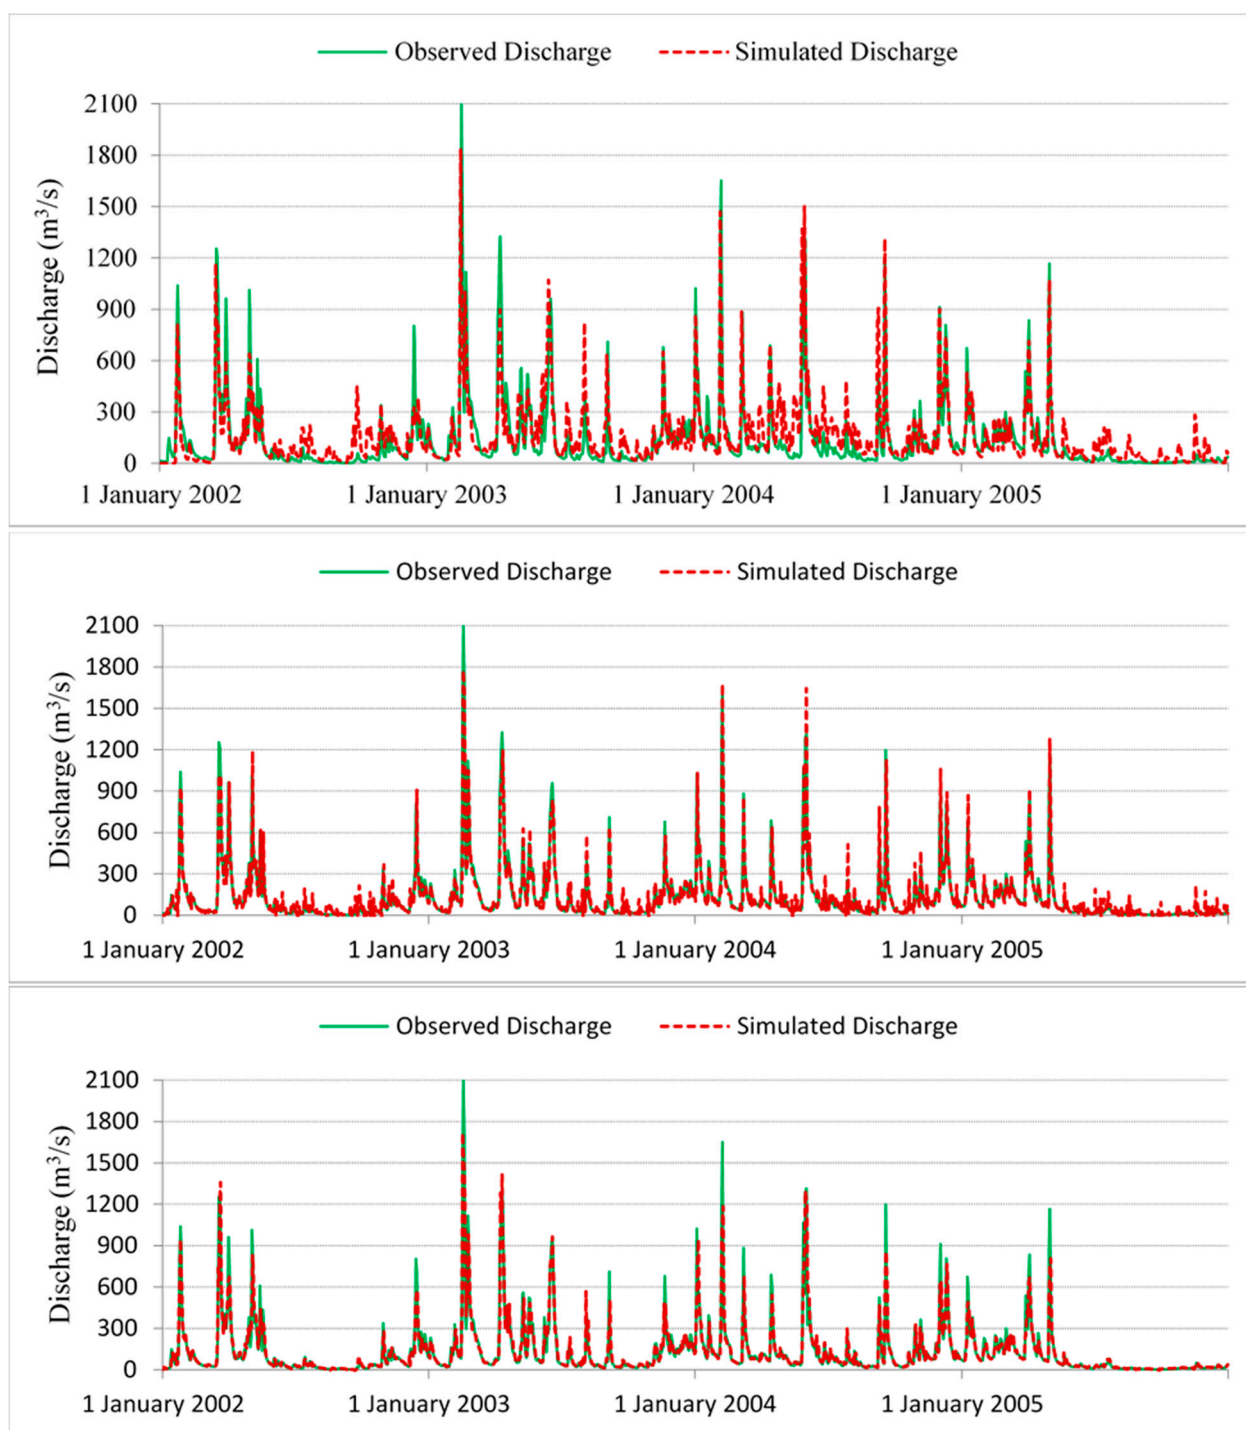 Observed Discharge Simulated Discharge
2100
1800
1500
1200
900
600
300
0
Discharge (m³/s)
1 January 2002 1 January 2003 1 January 2004 1 January 2005
Observed Discharge Simulated Discharge
2100
1800
1500
1200
900
600
300
0
Discharge (m³/s)
1 January 2002 1 January 2003 1 January 2004 1 January 2005
Observed Discharge Simulated Discharge
2100
1800
1500
1200
900
600
300
0
Discharge (m³/s)
1 January 2002 1 January 2003 1 January 2004 1 January 2005